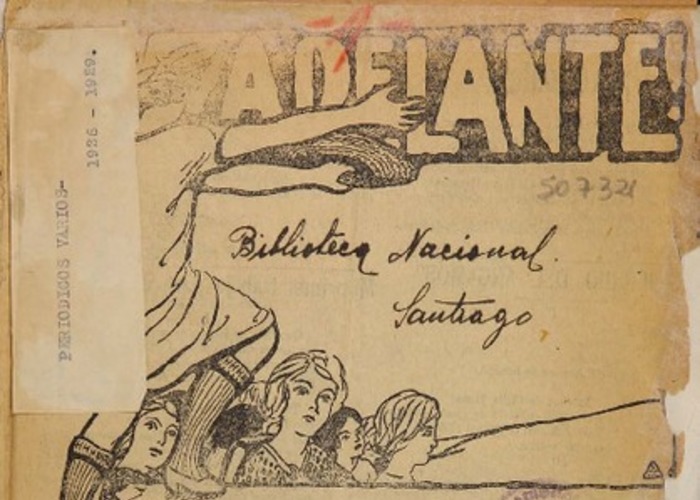 ADELANTE!
507321
Biblioteca Nacional.
Santiago
PERIODICOS VARIOS-
1926 - 1929.